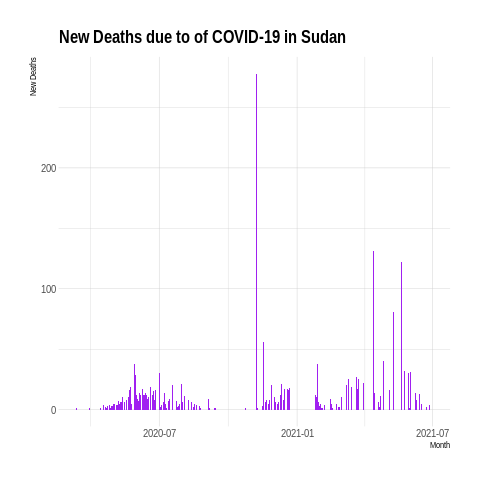 New Deaths due to of COVID-19 in Sudan
New Deaths
200
100
0
2020-07
2021-01
2021-07
Month